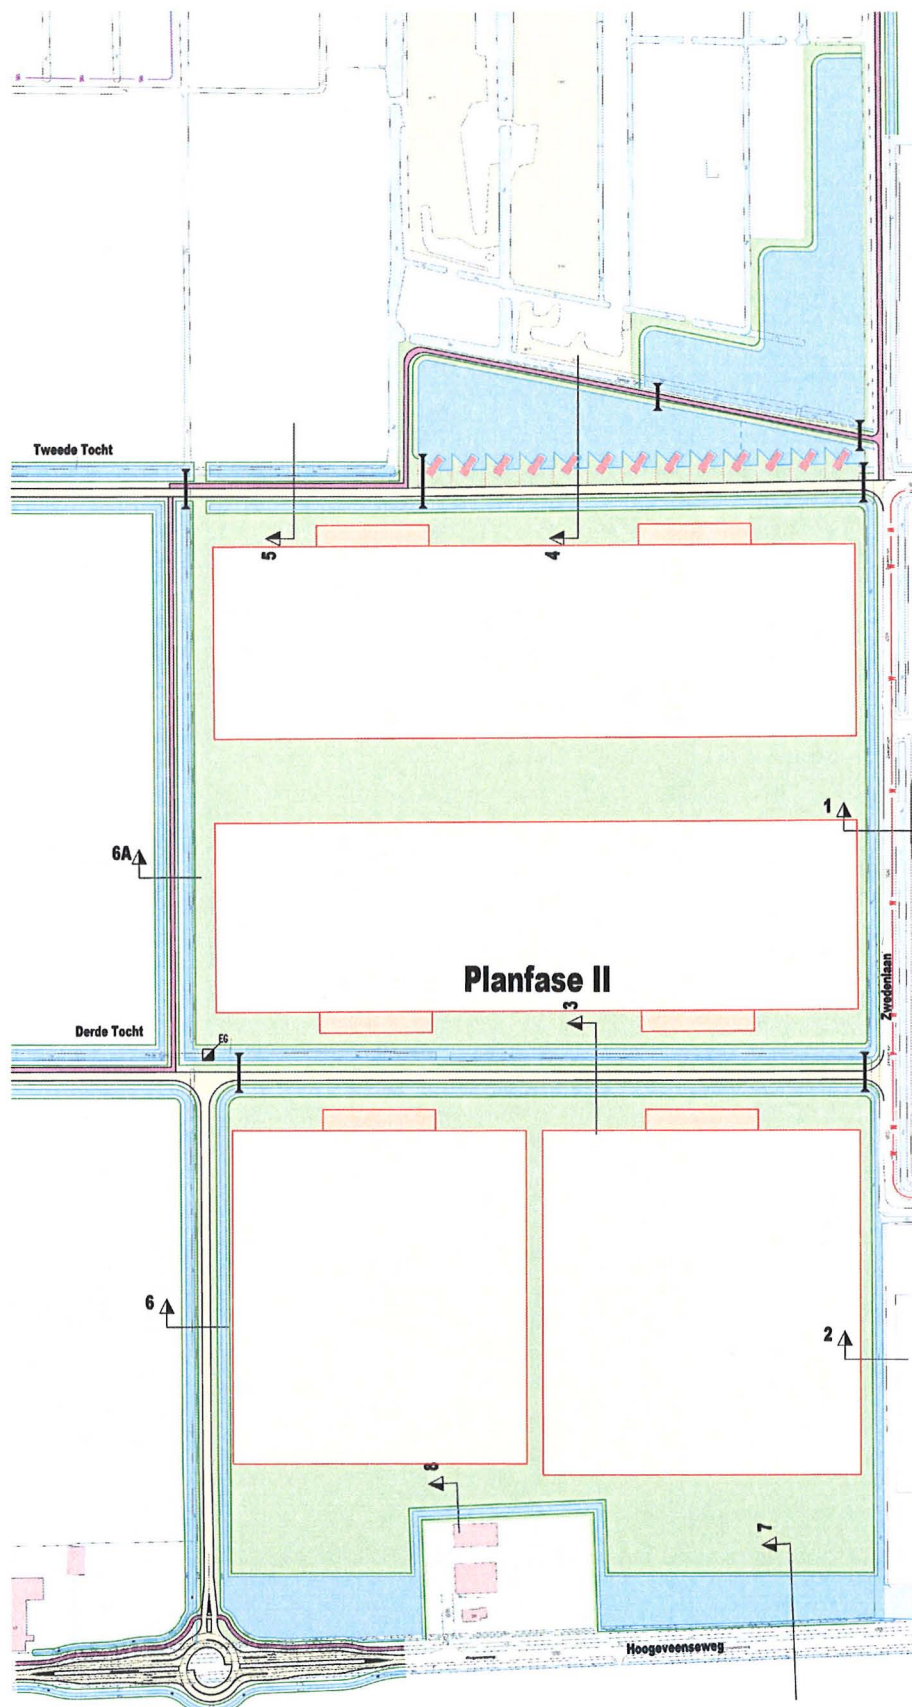 Tweede Tocht
5
4
1
6A
Planfase II
3
Zwedenlaan
Derde Tocht
EG
6
2
8
7
Hoogeveenseweg